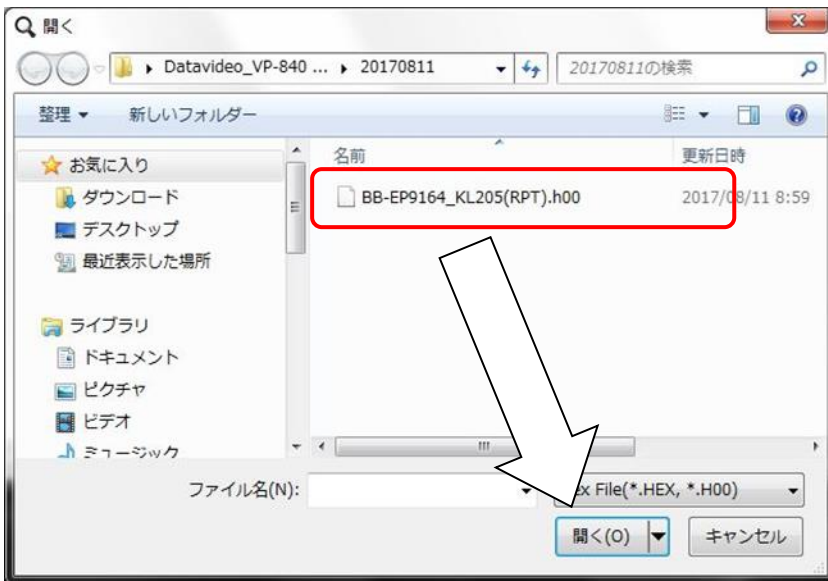 開く
Datavideo_VP-840 ... 20170811 20170811の検索
整理 新しいフォルダー
お気に入り
ダウンロード
デスクトップ
最近表示した場所
ライブラリ
ドキュメント
ピクチャ
ビデオ
ミュージック
名前 更新日時
BB-EP9164_KL205(RPT).h00 2017/08/11 8:59
ファイル名(N): File(*.HEX, *.H00)
開く(O) キャンセル